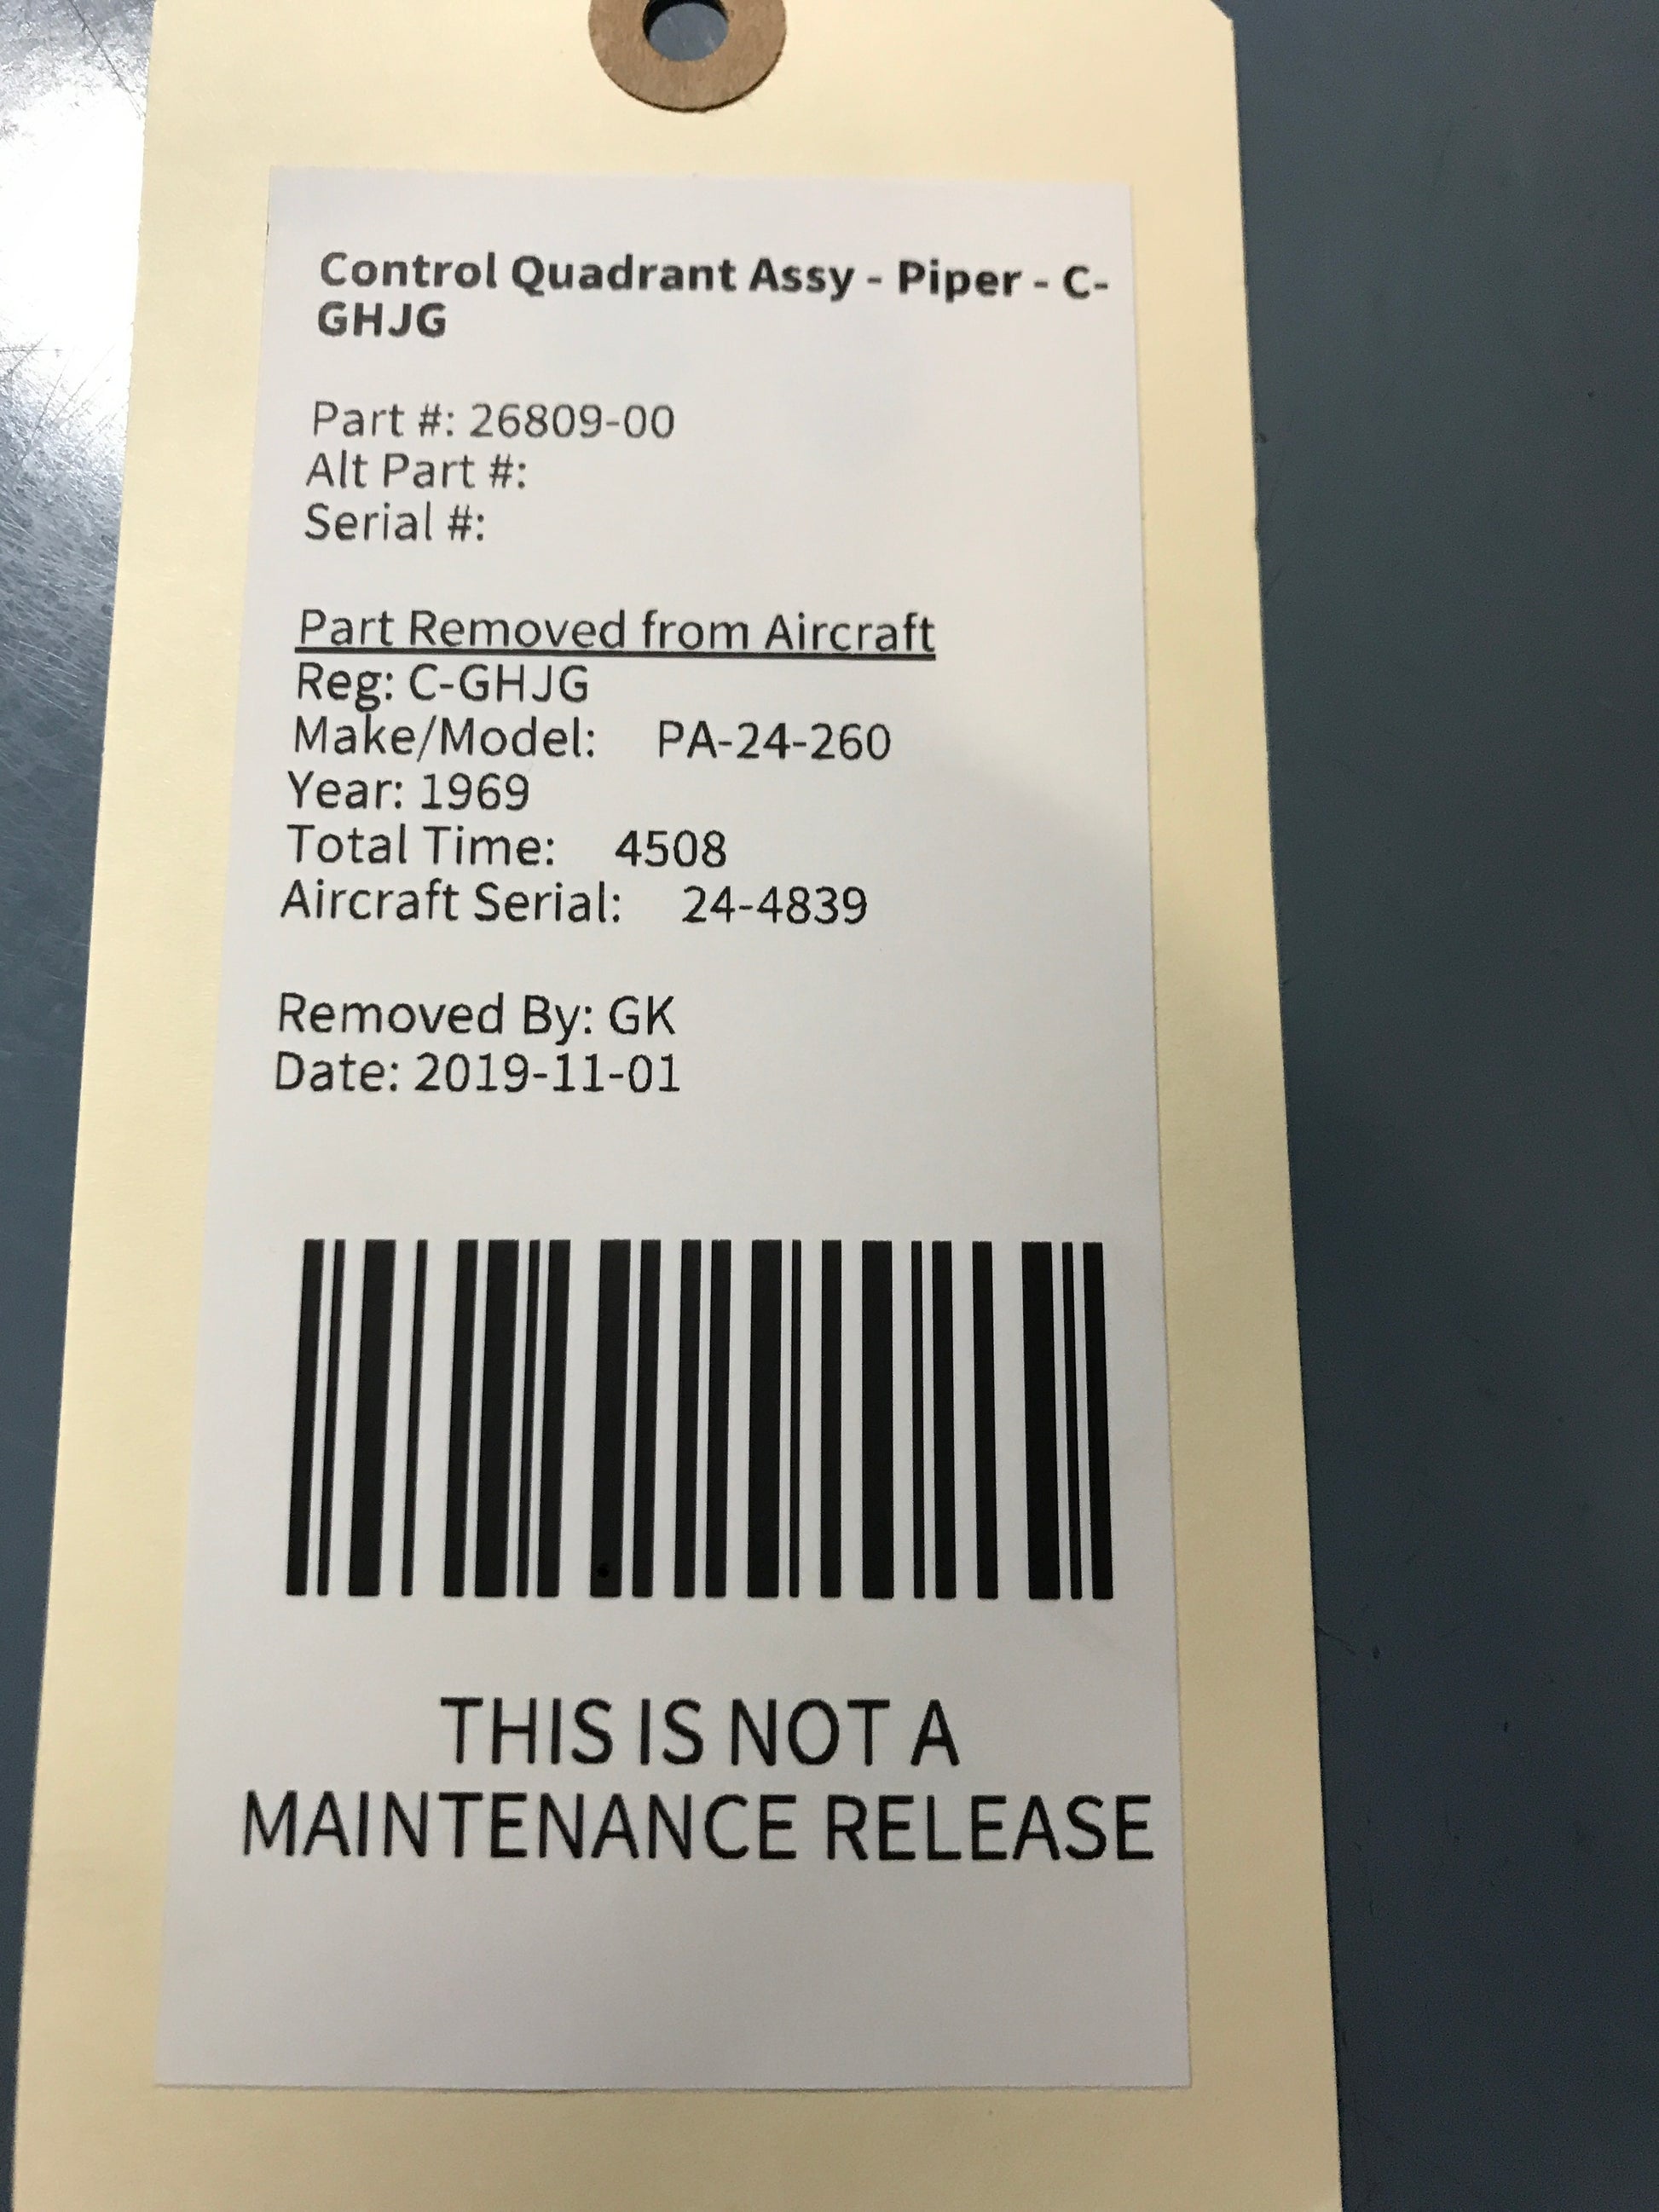 Control Quadrant Assy - Piper - C-
GHJG
Part #: 26809-00
Alt Part #:
Serial #:
Part Removed from Aircraft
Reg: C-GHJG
Make/Model: PA-24-260
Year: 1969
Total Time: 4508
Aircraft Serial: 24-4839
Removed By: GK
Date: 2019-11-01
THIS IS NOT A
MAINTENANCE RELEASE